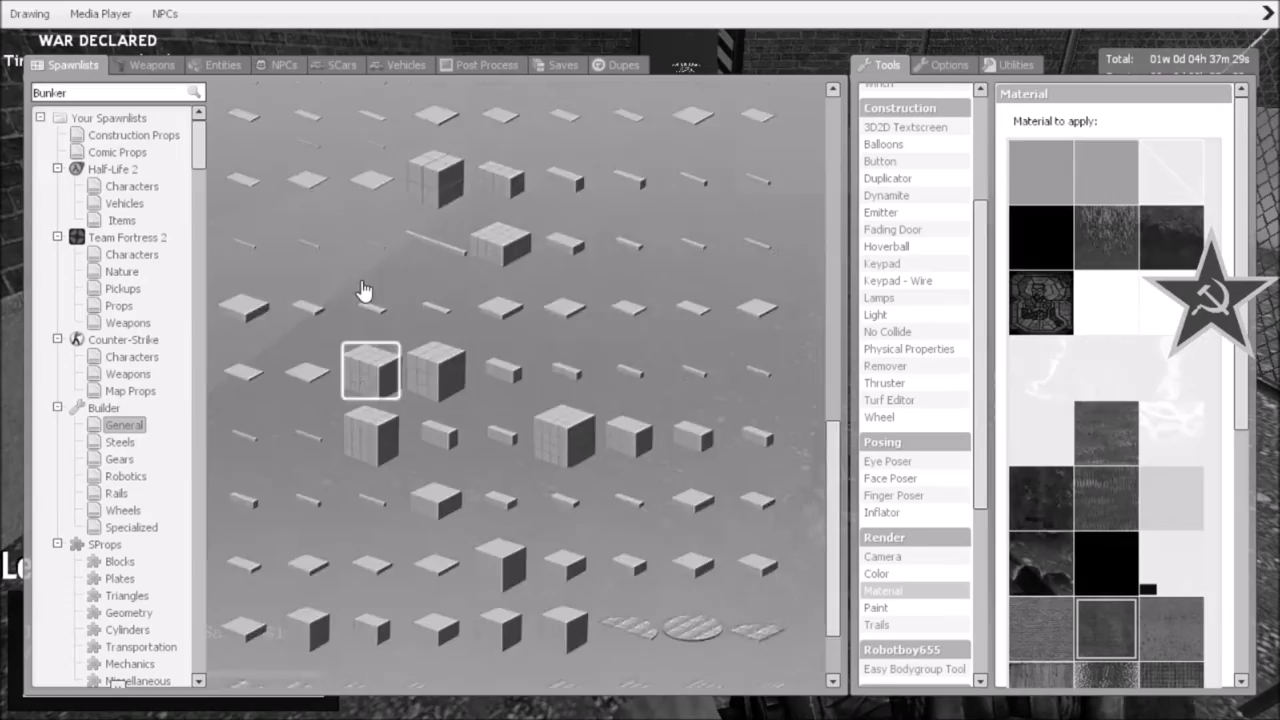 Drawing Media Player NPCs
WAR DECLARED
Spawnlists Weapons Entities NPCs SCars Vehicles Post Process Saves Dupes
Tools Options Utilities
Total: 01w 0d 04h 37m 29s
Bunker
Your Spawnlists
Construction Props
Comic Props
Half-Life 2
Characters
Vehicles
Items
Team Fortress 2
Characters
Nature
Pickups
Props
Weapons
Counter-Strike
Characters
Weapons
Map Props
Builder
General
Steels
Gears
Robotics
Rails
Wheels
Specialized
SProps
Blocks
Plates
Triangles
Geometry
Cylinders
Transportation
Mechanics
Miscellaneous
Winch
Construction
3D2D Textscreen
Balloons
Button
Duplicator
Dynamite
Emitter
Fading Door
Hoverball
Keypad
Keypad - Wire
Lamps
Light
No Collide
Physical Properties
Remover
Thruster
Turf Editor
Wheel
Posing
Eye Poser
Face Poser
Finger Poser
Inflator
Render
Camera
Color
Material
Paint
Trails
Robotboy655
Easy Bodygroup Tool
Material
Material to apply: